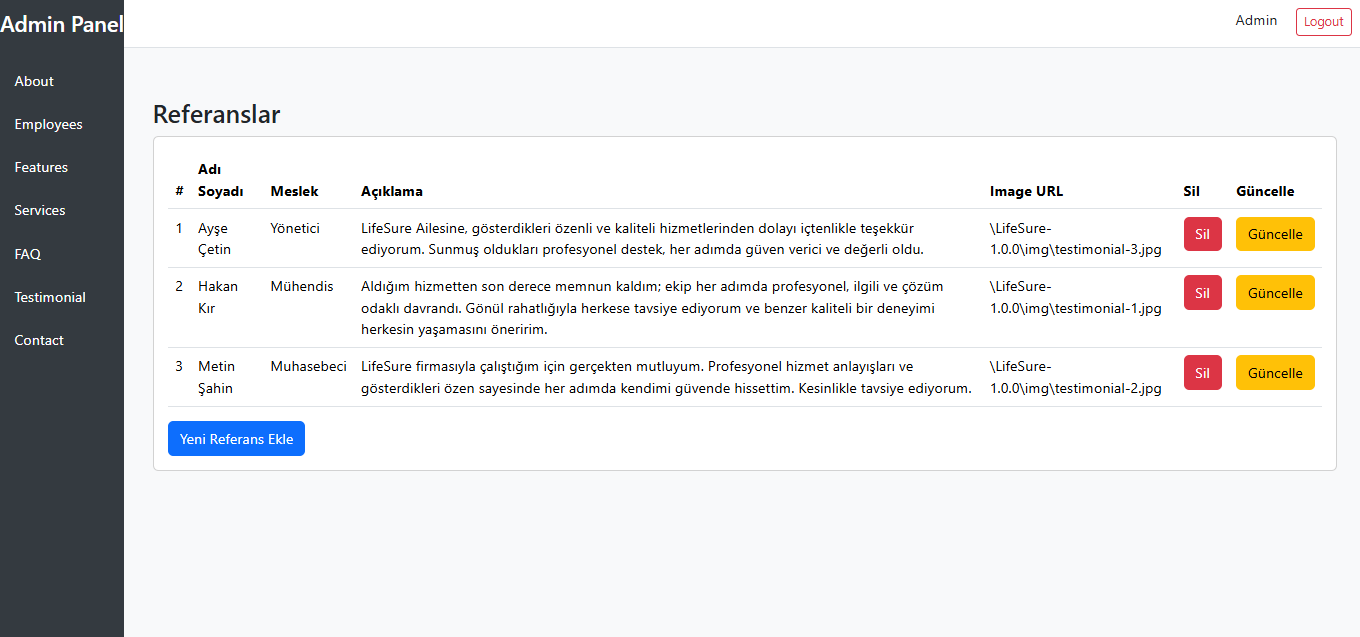 Admin Panel
Admin
Logout
About
Employees
Features
Services
FAQ
Testimonial
Contact
Referanslar
# Adı Soyadı Meslek Açıklama Image URL Sil Güncelle
1 Ayşe Yönetici LifeSure Ailesine, gösterdikleri özenli ve kaliteli hizmetlerinden dolayı içtenlikle teşekkür \LifeSure- Sil Güncelle
Çetin ediyorum. Sunmuş oldukları profesyonel destek, her adımda güven verici ve değerli oldu. 1.0.0\img\testimonial-3.jpg
2 Hakan Mühendis Aldığım hizmetten son derece memnun kaldım; ekip her adımda profesyonel, ilgili ve çözüm \LifeSure- Sil Güncelle
Kır odaklı davrandı. Gönül rahatlığıyla herkese tavsiye ediyorum ve benzer kaliteli bir deneyimi 1.0.0\img\testimonial-1.jpg
herkesin yaşamasını öneririm.
3 Metin Muhasebeci LifeSure firmasıyla çalıştığım için gerçekten mutluyum. Profesyonel hizmet anlayışları ve \LifeSure- Sil Güncelle
Şahin gösterdikleri özen sayesinde her adımda kendimi güvende hissettim. Kesinlikle tavsiye ediyorum. 1.0.0\img\testimonial-2.jpg
Yeni Referans Ekle